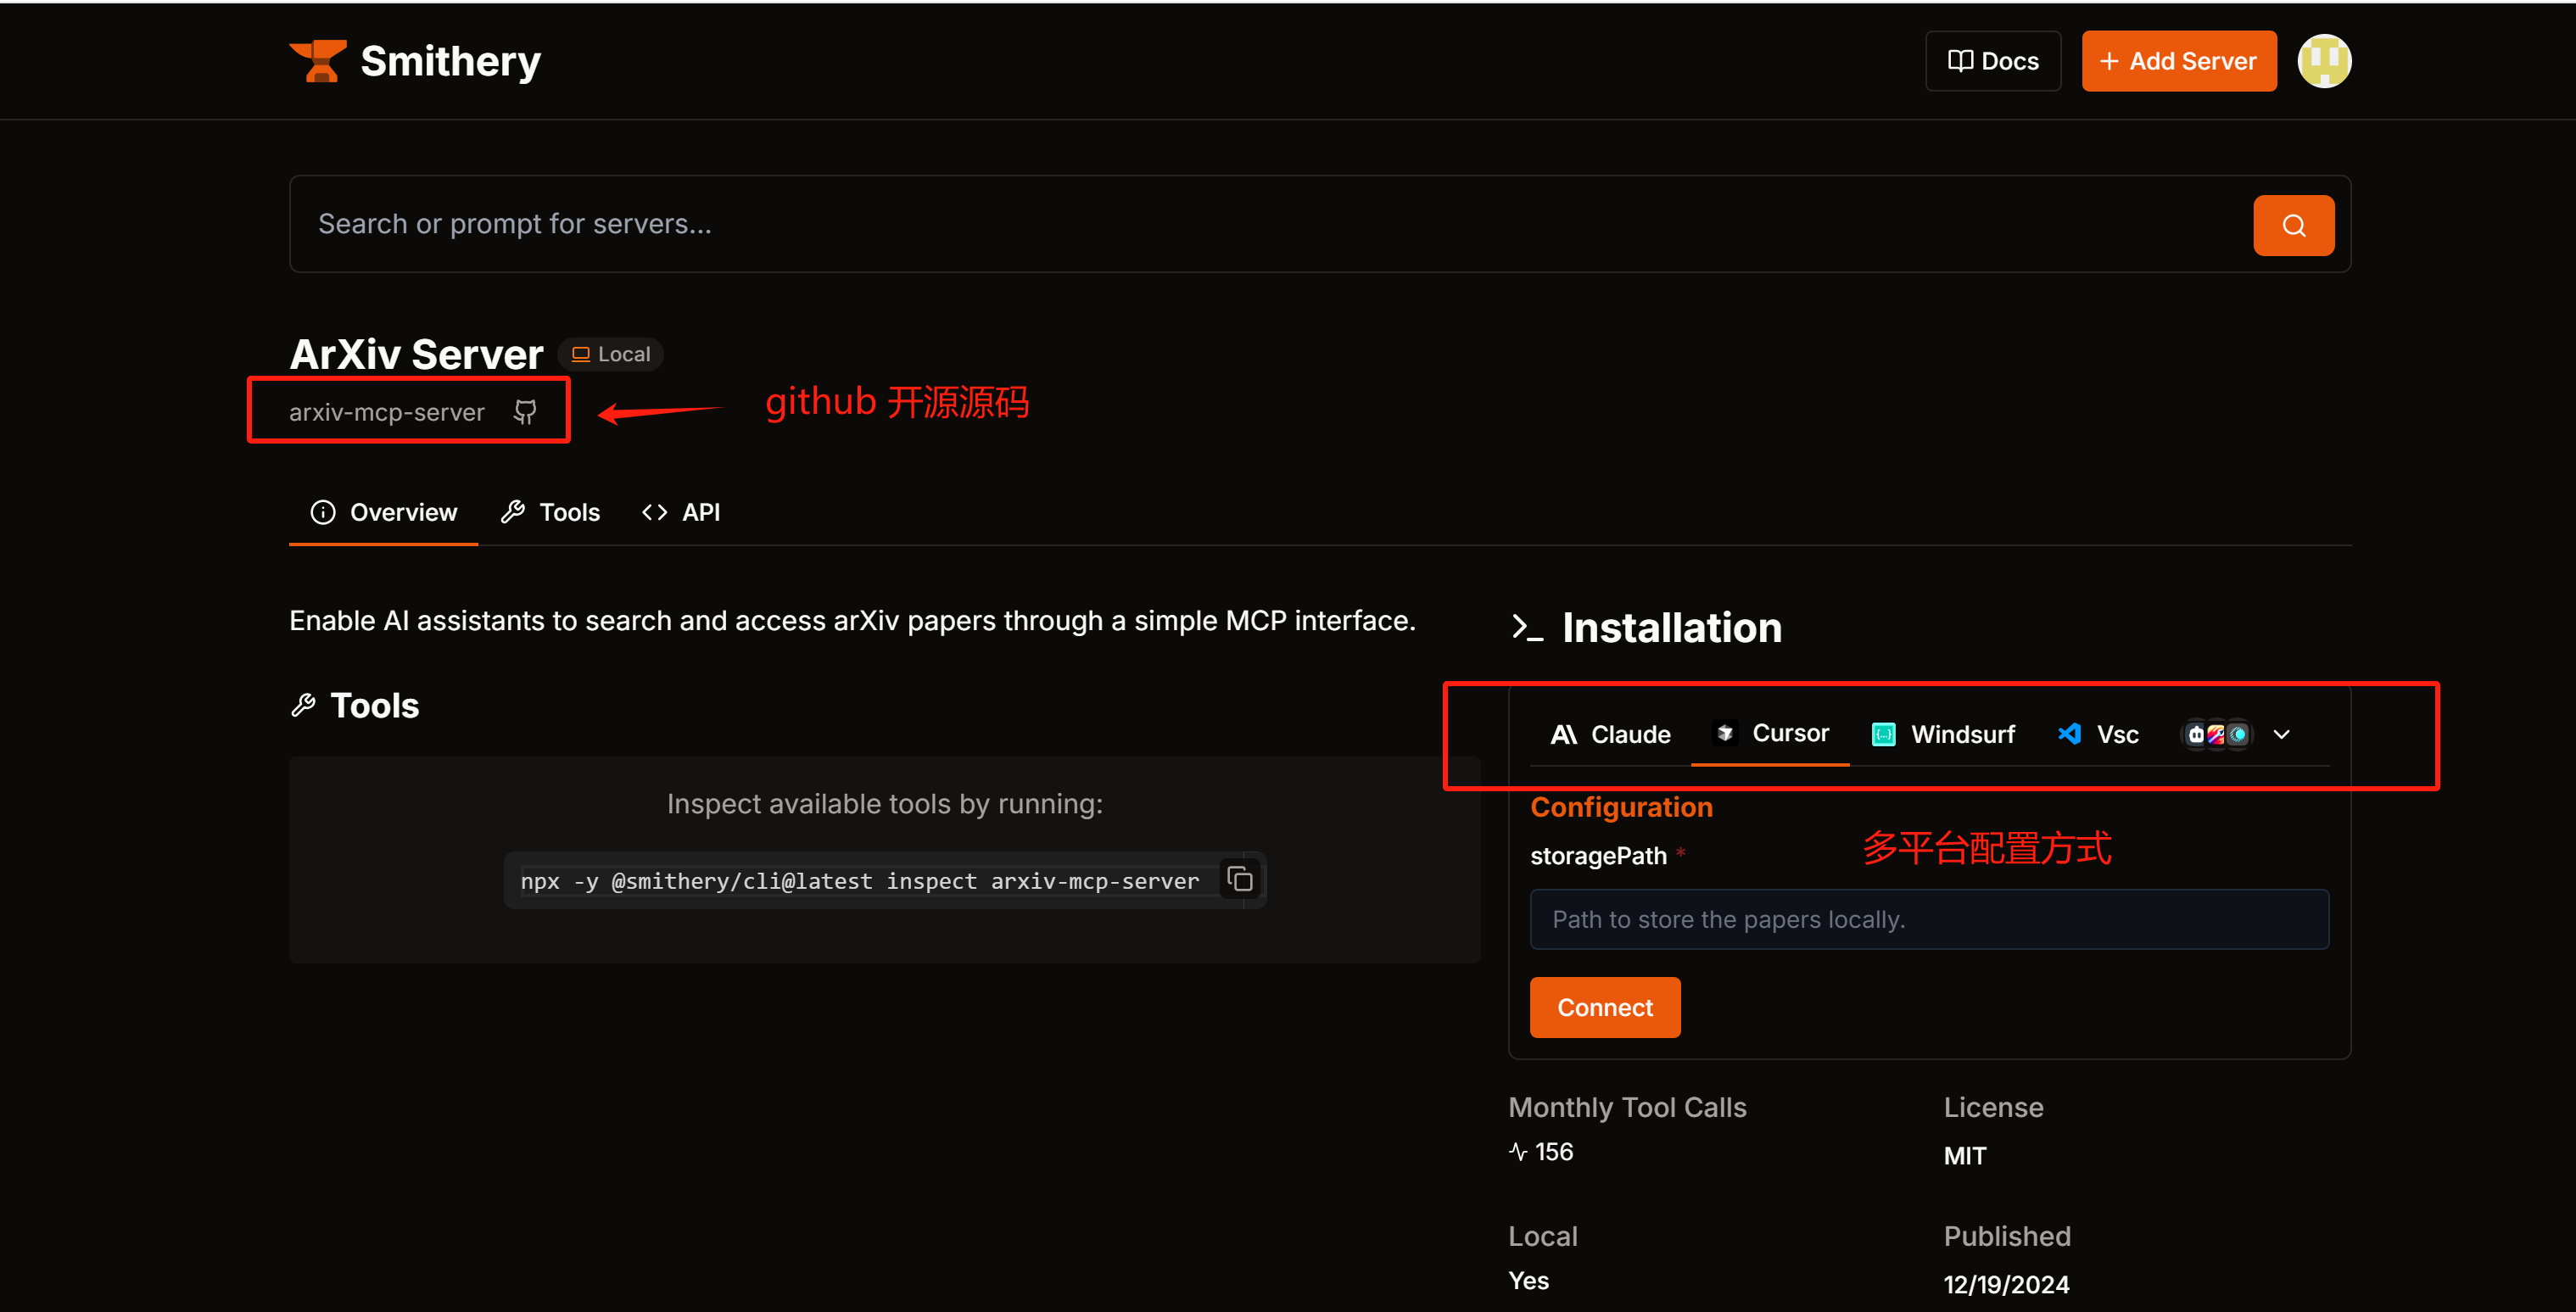 Smithery
Docs
+ Add Server
Search or prompt for servers...
ArXiv Server
Local
arxiv-mcp-server
github 开源源码
Overview
Tools
API
Enable AI assistants to search and access arXiv papers through a simple MCP interface.
Tools
Inspect available tools by running:
npx -y @smithery/cli@latest inspect arxiv-mcp-server
Installation
Claude
Cursor
Windsurf
Vsc
Configuration
storagePath *
多平台配置方式
Path to store the papers locally.
Connect
Monthly Tool Calls
156
License
MIT
Local
Yes
Published
12/19/2024